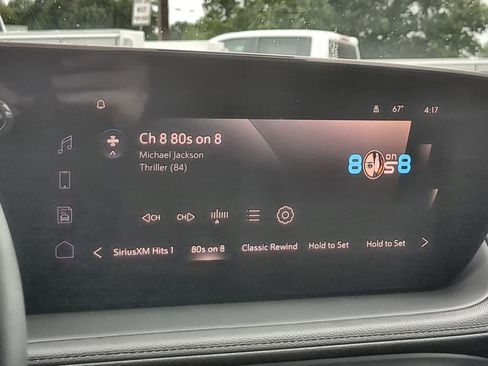 67° 4:17
Ch 8 80s on 8
Michael Jackson
Thriller (84)
8 on 8
◁CH CH▷
SiriusXM Hits 1 80s on 8 Classic Rewind Hold to Set Hold to Set